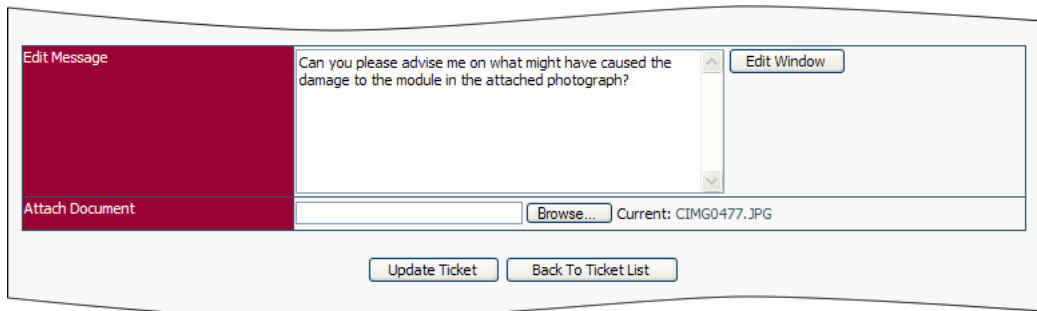 Edit Message
Can you please advise me on what might have caused the
damage to the module in the attached photograph?
Edit Window
Attach Document
Browse... Current: CIMG0477.JPG
Update Ticket Back To Ticket List